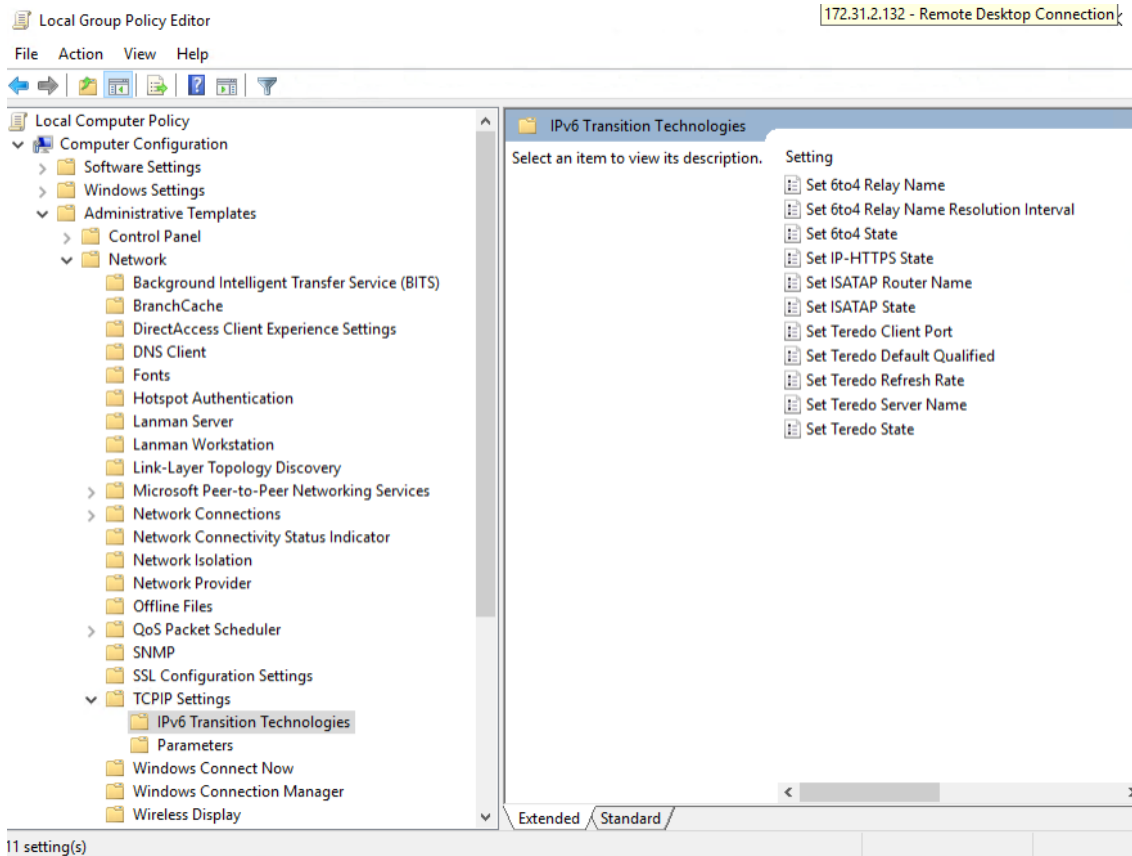 Local Group Policy Editor
172.31.2.132 - Remote Desktop Connection
File Action View Help
Local Computer Policy
Computer Configuration
Software Settings
Windows Settings
Administrative Templates
Control Panel
Network
Background Intelligent Transfer Service (BITS)
BranchCache
DirectAccess Client Experience Settings
DNS Client
Fonts
Hotspot Authentication
Lanman Server
Lanman Workstation
Link-Layer Topology Discovery
Microsoft Peer-to-Peer Networking Services
Network Connections
Network Connectivity Status Indicator
Network Isolation
Network Provider
Offline Files
QoS Packet Scheduler
SNMP
SSL Configuration Settings
TCPIP Settings
IPv6 Transition Technologies
Parameters
Windows Connect Now
Windows Connection Manager
Wireless Display
IPv6 Transition Technologies
Select an item to view its description.
Setting
Set 6to4 Relay Name
Set 6to4 Relay Name Resolution Interval
Set 6to4 State
Set IP-HTTPS State
Set ISATAP Router Name
Set ISATAP State
Set Teredo Client Port
Set Teredo Default Qualified
Set Teredo Refresh Rate
Set Teredo Server Name
Set Teredo State
Extended Standard
11 setting(s)